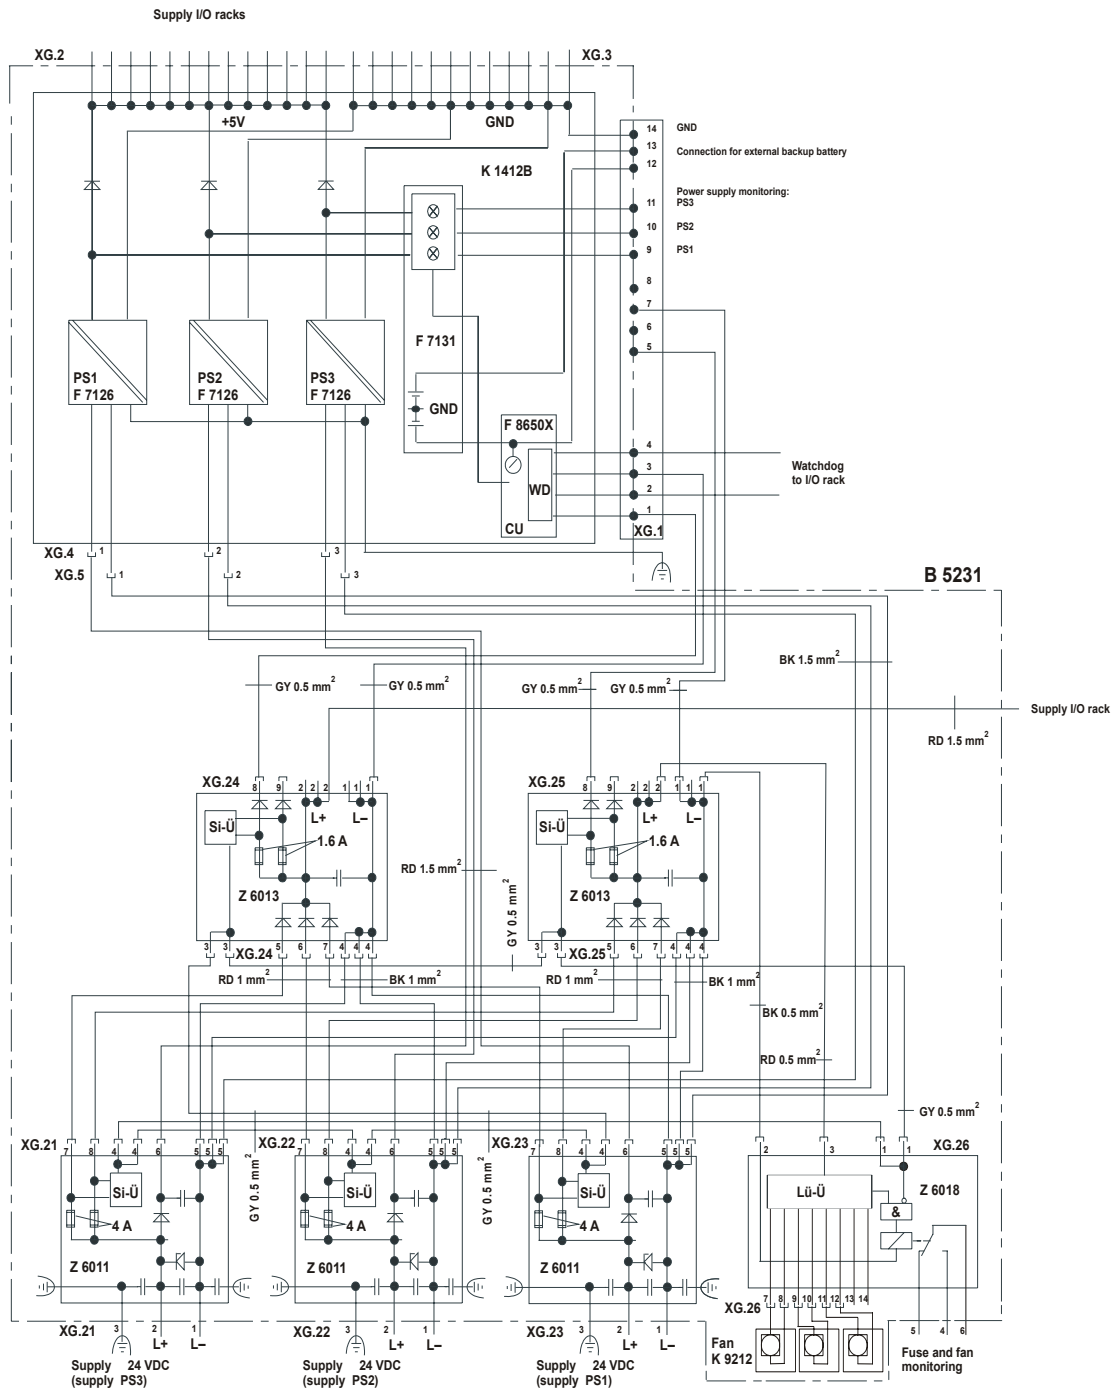 Supply I/O racks
XG.2
XG.3
+5V
GND
K 1412B
14 GND
13 Connection for external backup battery
12
Power supply monitoring:
11 PS3
10 PS2
9 PS1
8
7
6
5
F 7131
PS1
F 7126
PS2
F 7126
PS3
F 7126
GND
F 8650X
WD
CU
4
3
2
1
Watchdog
to I/O rack
XG.1
XG.4 1 2 3
XG.5 1 2 3
B 5231
BK 1.5 mm²
GY 0.5 mm² GY 0.5 mm² GY 0.5 mm² GY 0.5 mm²
Supply I/O rack
RD 1.5 mm²
XG.24 8 9 2 2 2 1 1 1
XG.25 8 9 2 2 2 1 1 1
L+ L–
L+ L–
Si-Ü
Si-Ü
1.6 A
1.6 A
RD 1.5 mm²
Z 6013
Z 6013
GY 0.5 mm²
3 3 XG.24 5 6 7 4 4 4
3 3 XG.25 5 6 7 4 4 4
RD 1 mm² BK 1 mm² RD 1 mm² BK 1 mm²
BK 0.5 mm²
RD 0.5 mm²
GY 0.5 mm²
XG.21 7 8 4 4 6 5 5 5
XG.22 7 8 4 4 6 5 5 5
XG.23 7 8 4 4 6 5 5 5
XG.26
2 3 1 1
GY 0.5 mm²
GY 0.5 mm²
Si-Ü
Si-Ü
Si-Ü
Lü-Ü
Z 6018
&
4 A
4 A
4 A
Z 6011
Z 6011
Z 6011
XG.26 7 8 9 10 11 12 13 14
XG.21 3 2 L+ 1 L–
XG.22 3 2 L+ 1 L–
XG.23 3 2 L+ 1 L–
5 4 6
Fan
K 9212
Fuse and fan
monitoring
Supply 24 VDC
(supply PS3)
Supply 24 VDC
(supply PS2)
Supply 24 VDC
(supply PS1)